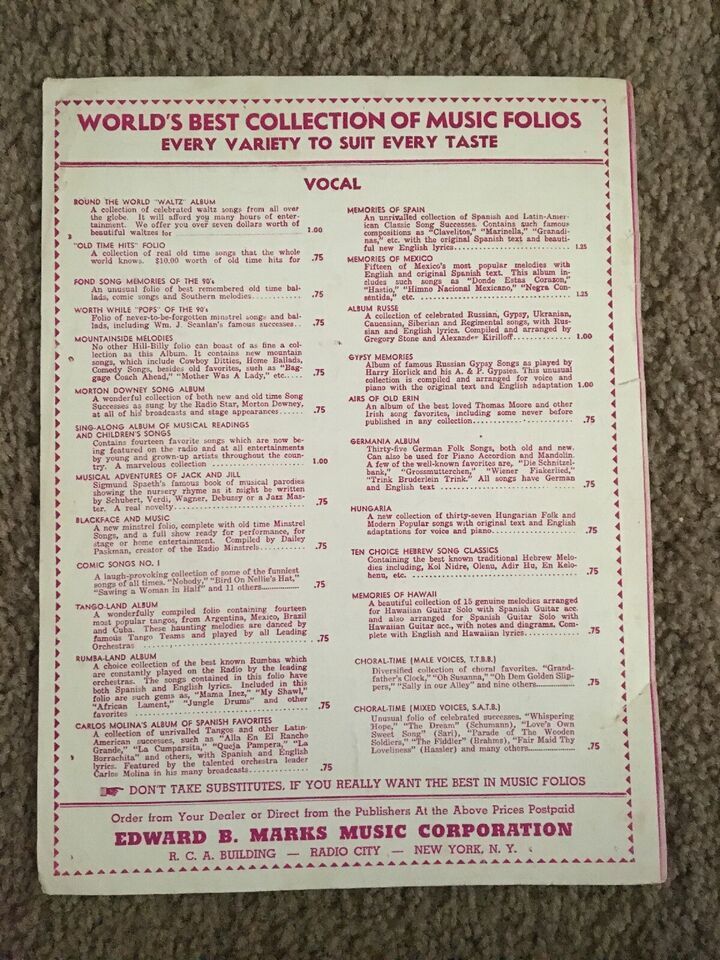 WORLD'S BEST COLLECTION OF MUSIC FOLIOS
EVERY VARIETY TO SUIT EVERY TASTE
VOCAL
ROUND THE WORLD "WALTZ" ALBUM
A collection of celebrated waltz songs from all over
the globe. It will afford you many hours of enter-
tainment. We offer you over seven dollars worth of
beautiful waltzes for 1.00
"OLD TIME HITS" FOLIO
A collection of real old time songs that the whole
world knows. $10.00 worth of old time hits for .75
FOND SONG MEMORIES OF THE 90's
An unusual folio of best remembered old time bal-
lads, comic songs and Southern melodies............ .75
WORTH WHILE "POPS" OF THE 90's
Folio of never-to-be-forgotten minstrel songs and bal-
lads, including Wm. J. Scanlan's famous successes.. .75
MOUNTAINSIDE MELODIES
No other Hill-Billy folio can boast of as fine a col-
lection as this Album. It contains new mountain
songs, which include Cowboy Ditties, Home Ballads,
Comedy Songs, besides old favorites, such as "Bag-
gage Coach Ahead," "Mother Was A Lady," etc.... .75
MORTON DOWNEY SONG ALBUM
A wonderful collection of both new and old time Song
Successes as sung by the Radio Star, Morton Downey,
at all of his broadcasts and stage appearances..... .75
SING-ALONG ALBUM OF MUSICAL READINGS
AND CHILDREN'S SONGS
Contains fourteen favorite songs which are now be-
ing featured on the radio and at all entertainments
by young and grown-up artists throughout the coun-
try. A marvelous collection ................... 1.00
MUSICAL ADVENTURES OF JACK AND JILL
Sigmund Spaeth's famous book of musical parodies
showing the nursery rhyme as it might be written
by Schubert, Verdi, Wagner, Debussy or a Jazz Mas-
ter. A real novelty ............................ .75
BLACKFACE AND MUSIC
A new minstrel folio, complete with old time Minstrel
Songs, and a full show ready for performance, for
stage or home entertainment. Compiled by Dailey
Paskman, creator of the Radio Minstrels............ .75
COMIC SONGS NO. 1
A laugh-provoking collection of some of the funniest
songs of all times. "Nobody," "Bird On Nellie's Hat,"
"Sawing a Woman in Half" and 11 others.............. .75
TANGO-LAND ALBUM
A wonderfully compiled folio containing fourteen
most popular tangos, from Argentina, Mexico, Brazil
and Cuba. These haunting melodies are danced by
famous Tango Teams and played by all Leading
Orchestras .................................. .75
RUMBA-LAND ALBUM
A choice collection of the best known Rumbas which
are constantly played on the Radio by the leading
orchestras. The songs contained in this folio have
both Spanish and English lyrics. Included in this
folio are such gems as, "Mama Inez," "My Shawl,"
"African Lament," "Jungle Drums" and other
favorites .................................... .75
CARLOS MOLINA'S ALBUM OF SPANISH FAVORITES
A collection of unrivalled Tangos and other Latin-
American successes, such as "Alla En El Rancho
Grande," "La Cumparsita," "Queja Pampera," "La
Borrachita" and others, with Spanish and English
lyrics. Featured by the talented orchestra leader
Carlos Molina in his many broadcasts............... .75
MEMORIES OF SPAIN
An unrivalled collection of Spanish and Latin-Amer-
ican Classic Song Successes. Contains such famous
compositions as "Clavelitos," "Marinella," "Granadi-
nas," etc. with the original Spanish text and beauti-
ful new English lyrics............................ 1.25
MEMORIES OF MEXICO
Fifteen of Mexico's most popular melodies with
English and original Spanish text. This album in-
cludes such songs as "Donde Estas Corazon,"
"Hastio," "Himno Nacional Mexicano," "Negra Con-
sentida," etc. .................................. 1.25
ALBUM RUSSE
A collection of celebrated Russian, Gypsy, Ukranian,
Caucasian, Siberian and Regimental songs, with Rus-
sian and English lyrics. Compiled and arranged by
Gregory Stone and Alexander Kirilloff............. 1.00
GYPSY MEMORIES
Album of famous Russian Gypsy Songs as played by
Harry Horlick and his A. & P. Gypsies. This unusual
collection is compiled and arranged for voice and
piano with the original text and English adaptation 1.00
AIRS OF OLD ERIN
An album of the best loved Thomas Moore and other
Irish song favorites, including some never before
published in any collection....................... .75
GERMANIA ALBUM
Thirty-five German Folk Songs, both old and new.
Can also be used for Piano Accordion and Mandolin.
A few of the well-known favorites are, "Die Schnitzel-
bank," "Grossmutterchen," "Wiener Fiakerlied,"
"Trink Bruderlein Trink." All songs have German
and English text ................................ .75
HUNGARIA
A new collection of thirty-seven Hungarian Folk and
Modern Popular songs with original text and English
adaptations for voice and piano.................. .75
TEN CHOICE HEBREW SONG CLASSICS
Containing the best known traditional Hebrew Melo-
dies including, Kol Nidre, Olenu, Adir Hu, En Kelo-
henu, etc. ..................................... .75
MEMORIES OF HAWAII
A beautiful collection of 15 genuine melodies arranged
for Hawaiian Guitar Solo with Spanish Guitar acc.
and also arranged for Spanish Guitar Solo with
Hawaiian Guitar acc., with notes and diagrams. Com-
plete with English and Hawaiian lyrics............ .75
CHORAL-TIME (MALE VOICES, T.T.B.B.)
Diversified collection of choral favorites. "Grand-
father's Clock," "Oh Susanna," "Oh Dem Golden Slip-
pers," "Sally in our Alley" and nine others.......... .75
CHORAL-TIME (MIXED VOICES, S.A.T.B.)
Unusual folio of celebrated successes. "Whispering
Hope," "The Dream" (Schumann), "Love's Own
Sweet Song" (Sari), "Parade of The Wooden
Soldiers," "The Fiddler" (Brahms), "Fair Maid Thy
Loveliness" (Hassler) and many others.............. .75
DON'T TAKE SUBSTITUTES, IF YOU REALLY WANT THE BEST IN MUSIC FOLIOS
Order from Your Dealer or Direct from the Publishers At the Above Prices Postpaid
EDWARD B. MARKS MUSIC CORPORATION
R. C. A. BUILDING — RADIO CITY — NEW YORK, N. Y.